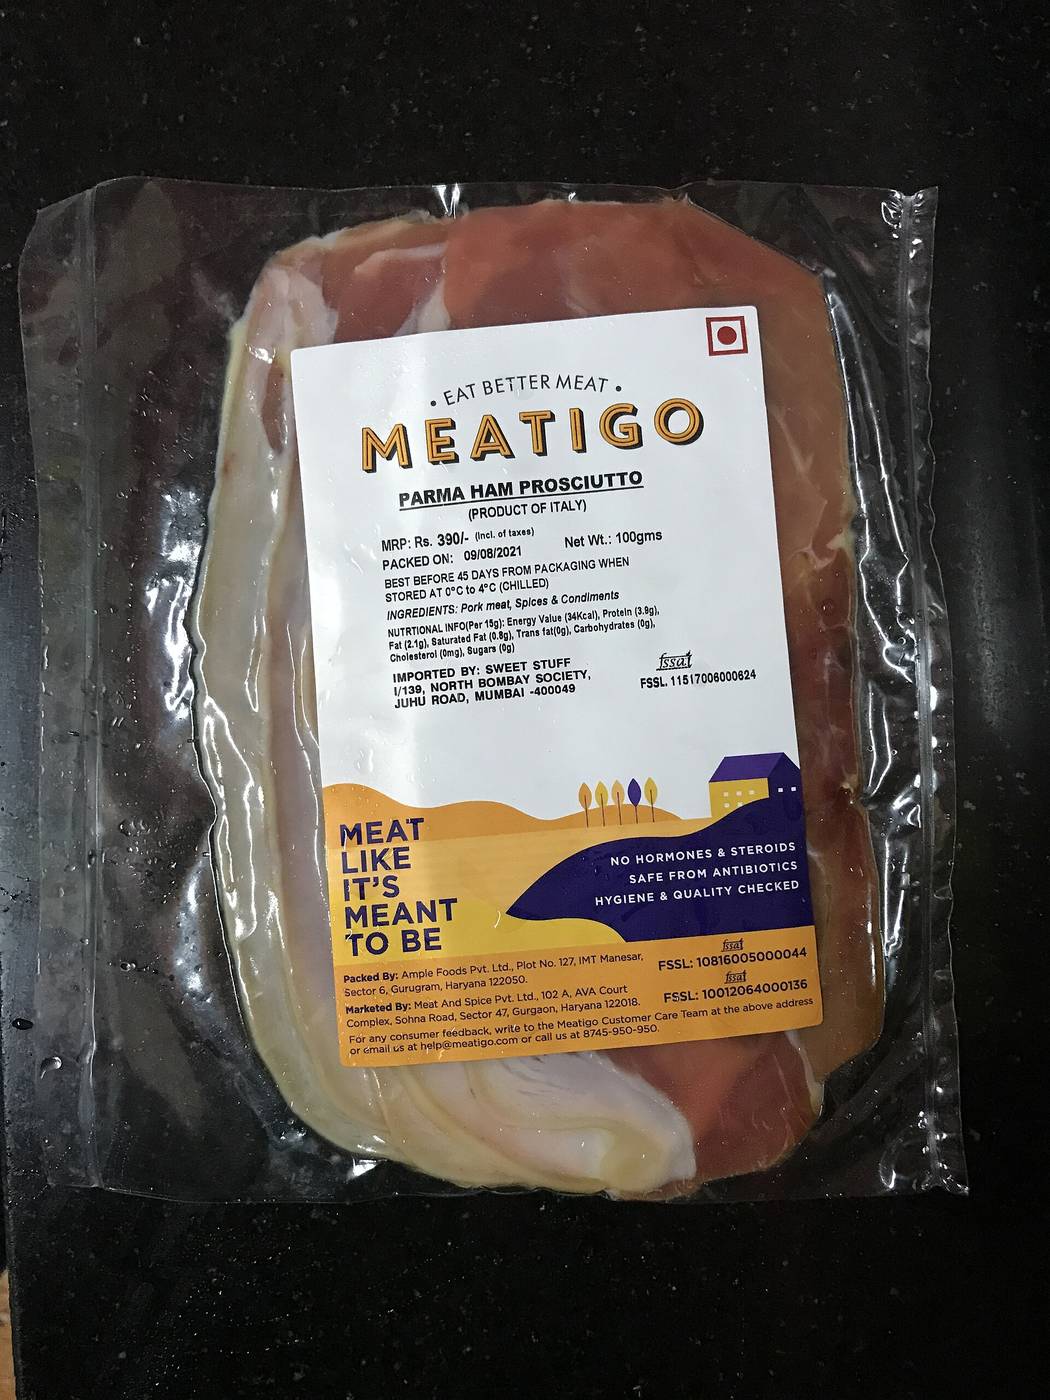 • EAT BETTER MEAT •
MEATIGO
PARMA HAM PROSCIUTTO
(PRODUCT OF ITALY)
MRP: Rs. 390/- (incl. of taxes)
PACKED ON: 09/08/2021 Net Wt.: 100gms
BEST BEFORE 45 DAYS FROM PACKAGING WHEN
STORED AT 0°C to 4°C (CHILLED)
INGREDIENTS: Pork meat, Spices & Condiments
NUTRTIONAL INFO(Per 15g): Energy Value (34Kcal), Protein (3.9g),
Fat (2.1g), Saturated Fat (0.8g), Trans fat(0g), Carbohydrates (0g),
Cholesterol (0mg), Sugars (0g)
IMPORTED BY: SWEET STUFF
I/139, NORTH BOMBAY SOCIETY,
JUHU ROAD, MUMBAI -400049
fssai
FSSL. 11517006000624
MEAT
LIKE
IT'S
MEANT
TO BE
NO HORMONES & STEROIDS
SAFE FROM ANTIBIOTICS
HYGIENE & QUALITY CHECKED
Packed By: Ample Foods Pvt. Ltd., Plot No. 127, IMT Manesar,
Sector 6, Gurugram, Haryana 122050.
fssai
FSSL: 10816005000044
Marketed By: Meat And Spice Pvt. Ltd., 102 A, AVA Court
Complex, Sohna Road, Sector 47, Gurgaon, Haryana 122018.
fssai
FSSL: 10012064000136
For any consumer feedback, write to the Meatigo Customer Care Team at the above address
or email us at help@meatigo.com or call us at 8745-950-950.